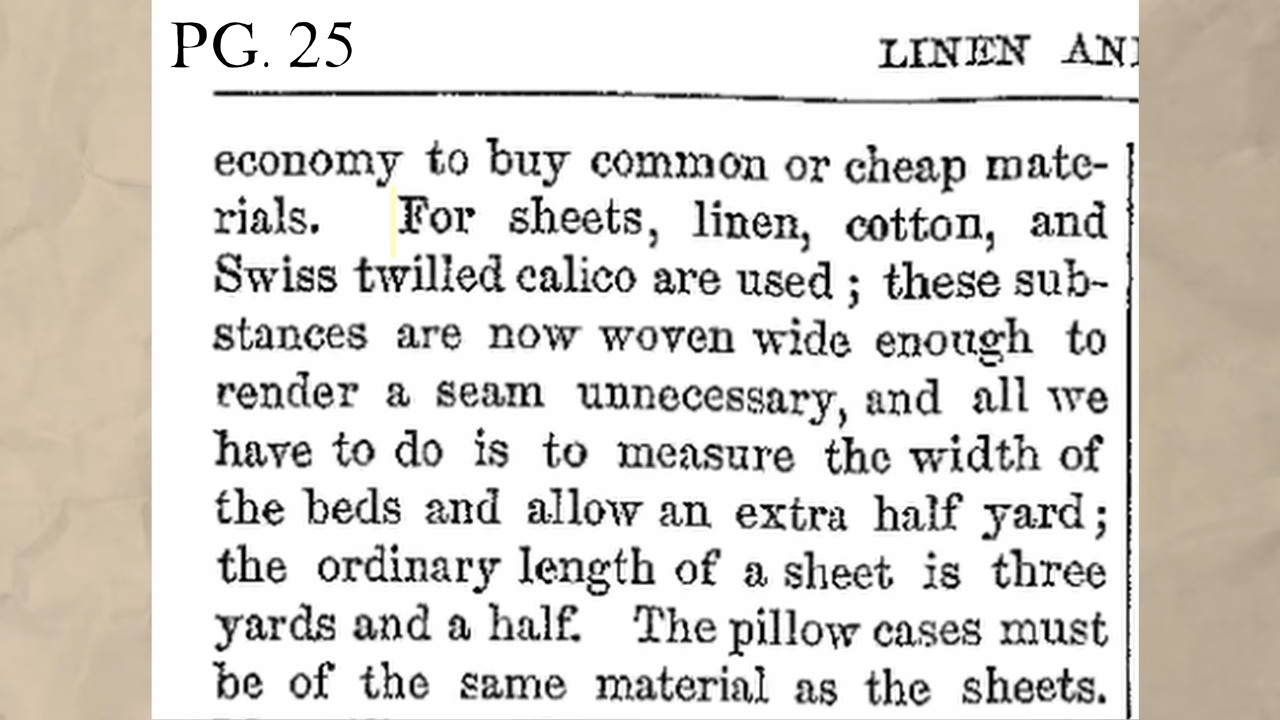 PG. 25
LINEN AN
economy to buy common or cheap mate-
rials. For sheets, linen, cotton, and
Swiss twilled calico are used ; these sub-
stances are now woven wide enough to
render a seam unnecessary, and all we
have to do is to measure the width of
the beds and allow an extra half yard;
the ordinary length of a sheet is three
yards and a half. The pillow cases must
be of the same material as the sheets.